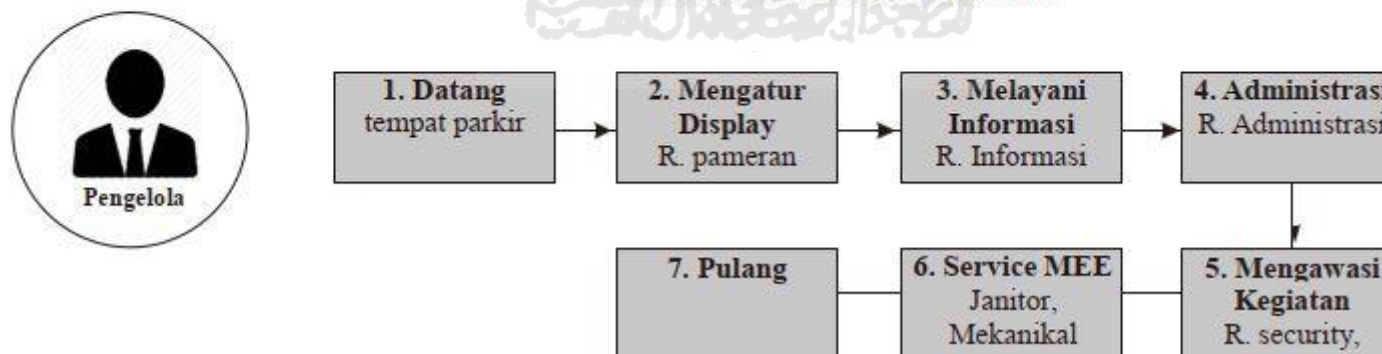 Pengelola
1. Datang
tempat parkir
2. Mengatur
Display
R. pameran
3. Melayani
Informasi
R. Informasi
4. Administrasi
R. Administrasi
5. Mengawasi
Kegiatan
R. security,
6. Service MEE
Janitor,
Mekanikal
7. Pulang